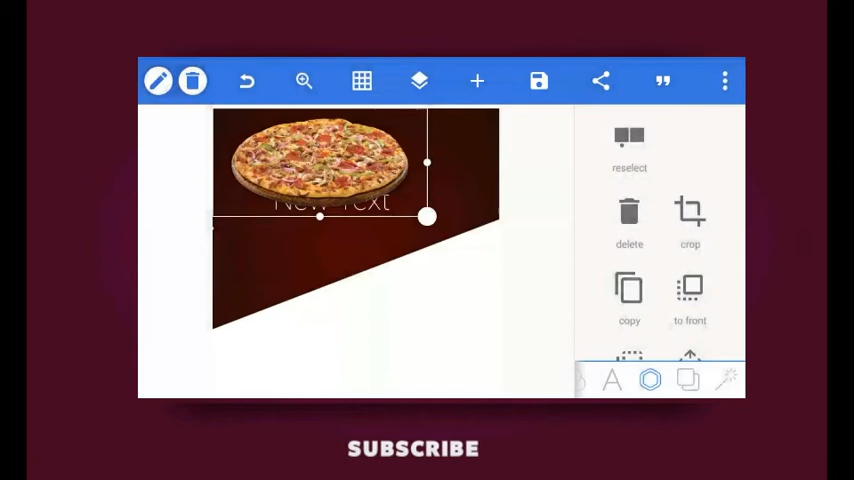 New Text
reselect
delete
crop
copy
to front
A
SUBSCRIBE